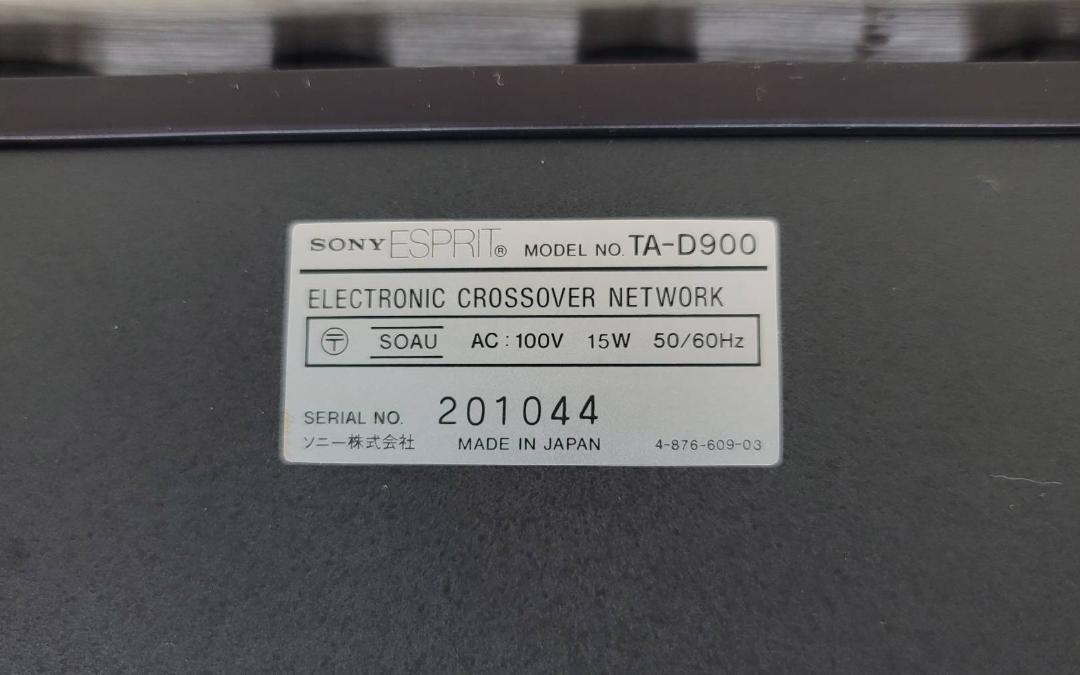 SONY ESPRIT® MODEL NO. TA-D900
ELECTRONIC CROSSOVER NETWORK
〒 SOAU AC : 100V 15W 50/60Hz
SERIAL NO. 201044
ソニー株式会社 MADE IN JAPAN 4-876-609-03